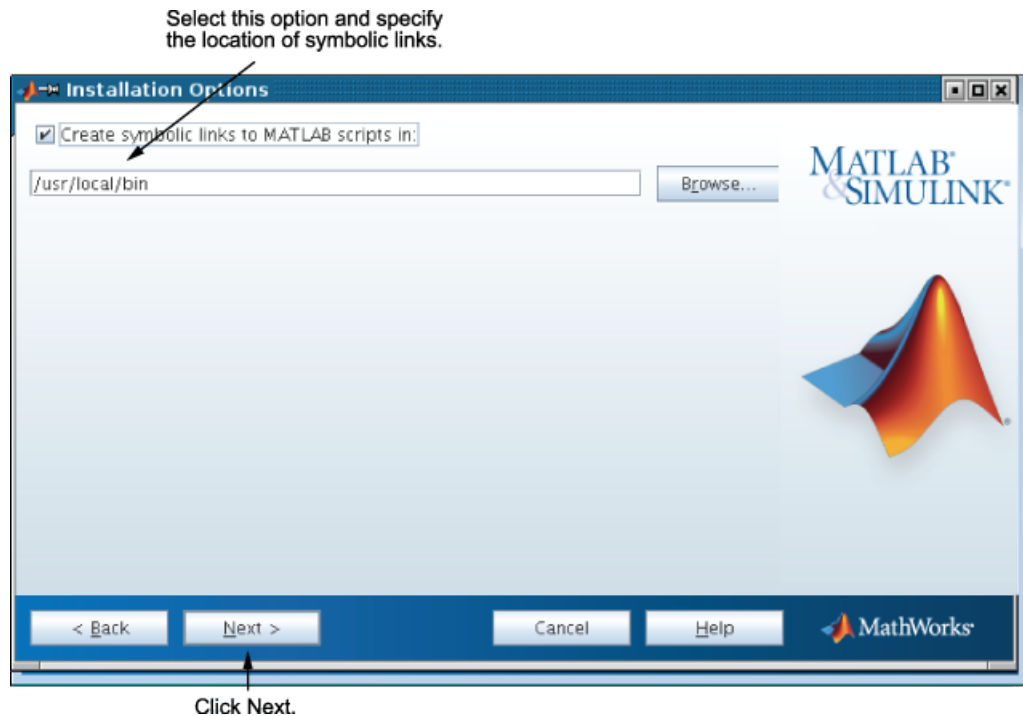 Select this option and specify
the location of symbolic links.
Installation Options
Create symbolic links to MATLAB scripts in:
/usr/local/bin
Browse...
MATLAB®
&SIMULINK®
®
< Back
Next >
Cancel
Help
MathWorks®
Click Next.